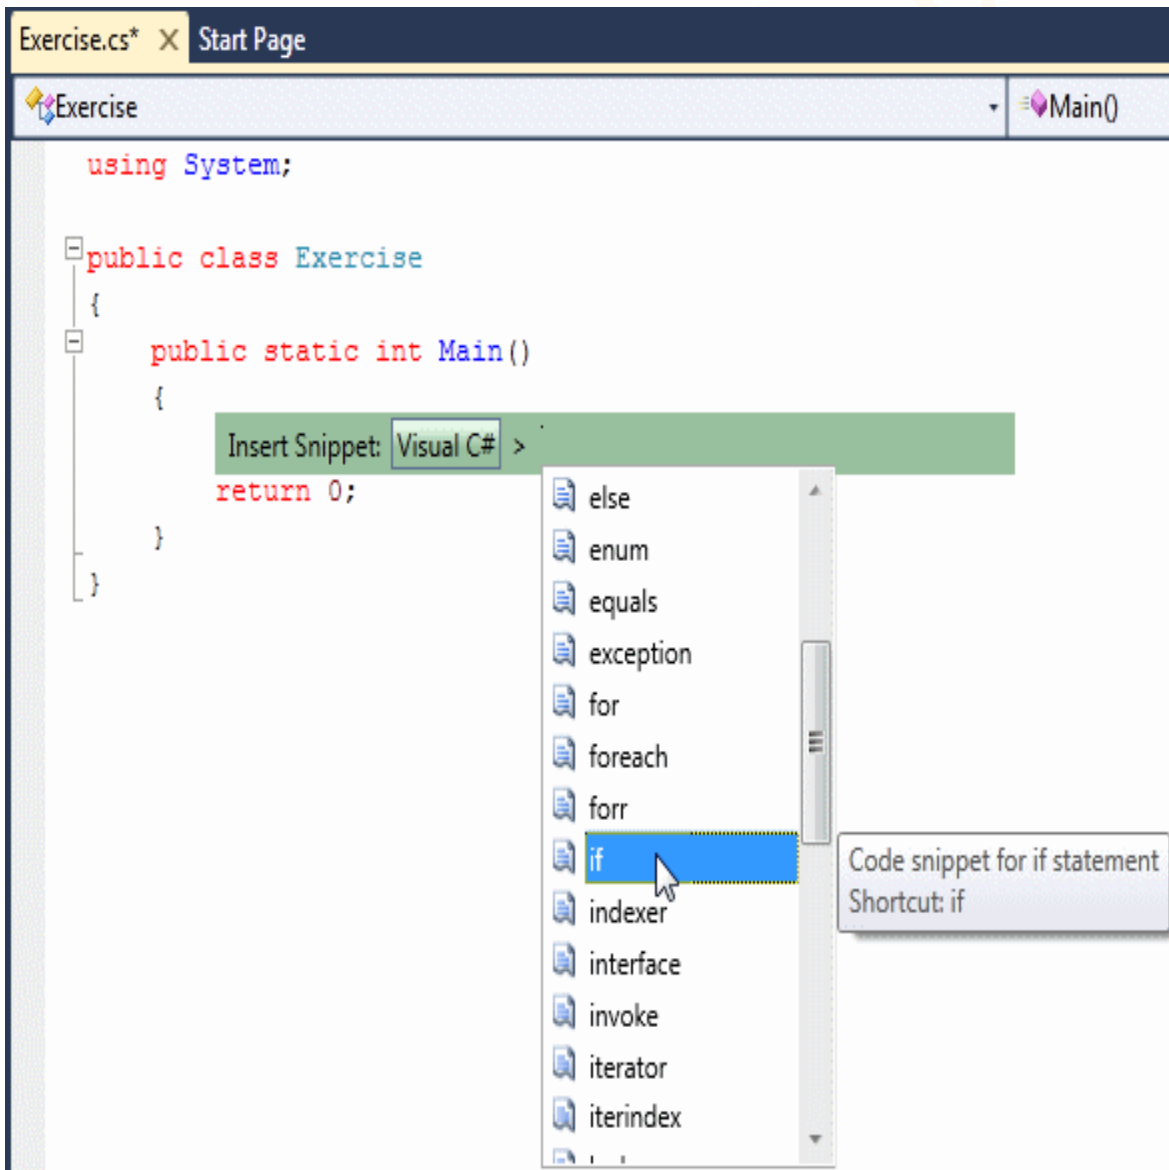 Exercise.cs* X Start Page
Exercise Main()
using System;
public class Exercise
{
public static int Main()
{
Insert Snippet: Visual C# >
return 0;
}
}
else
enum
equals
exception
for
foreach
forr
if
Code snippet for if statement
Shortcut: if
indexer
interface
invoke
iterator
iterindex